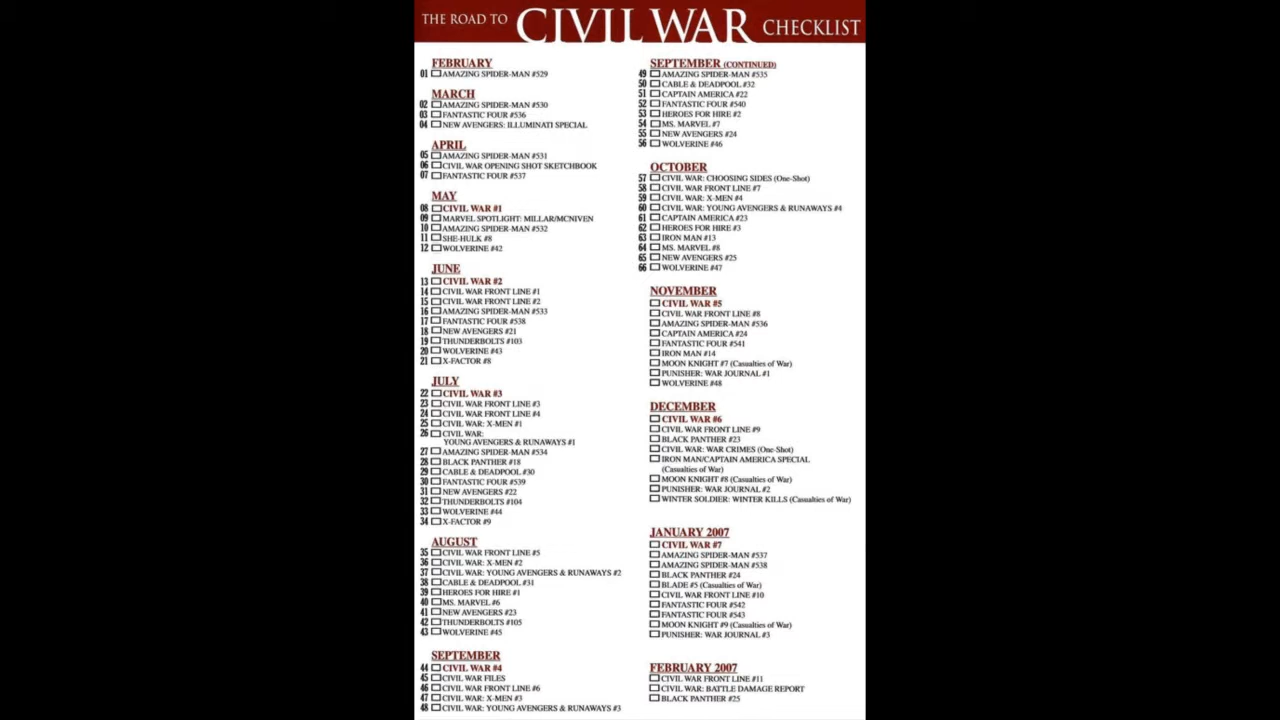 THE ROAD TO CIVIL WAR CHECKLIST
FEBRUARY
01 AMAZING SPIDER-MAN #529
MARCH
02 AMAZING SPIDER-MAN #530
03 FANTASTIC FOUR #536
04 NEW AVENGERS: ILLUMINATI SPECIAL
APRIL
05 AMAZING SPIDER-MAN #531
06 CIVIL WAR OPENING SHOT SKETCHBOOK
07 FANTASTIC FOUR #537
MAY
08 CIVIL WAR #1
09 MARVEL SPOTLIGHT: MILLAR/MCNIVEN
10 AMAZING SPIDER-MAN #532
11 SHE-HULK #8
12 WOLVERINE #42
JUNE
13 CIVIL WAR #2
14 CIVIL WAR FRONT LINE #1
15 CIVIL WAR FRONT LINE #2
16 AMAZING SPIDER-MAN #533
17 FANTASTIC FOUR #538
18 NEW AVENGERS #21
19 THUNDERBOLTS #103
20 WOLVERINE #43
21 X-FACTOR #8
JULY
22 CIVIL WAR #3
23 CIVIL WAR FRONT LINE #3
24 CIVIL WAR FRONT LINE #4
25 CIVIL WAR: X-MEN #1
26 CIVIL WAR:
YOUNG AVENGERS & RUNAWAYS #1
27 AMAZING SPIDER-MAN #534
28 BLACK PANTHER #18
29 CABLE & DEADPOOL #30
30 FANTASTIC FOUR #539
31 NEW AVENGERS #22
32 THUNDERBOLTS #104
33 WOLVERINE #44
34 X-FACTOR #9
AUGUST
35 CIVIL WAR FRONT LINE #5
36 CIVIL WAR: X-MEN #2
37 CIVIL WAR: YOUNG AVENGERS & RUNAWAYS #2
38 CABLE & DEADPOOL #31
39 HEROES FOR HIRE #1
40 MS. MARVEL #6
41 NEW AVENGERS #23
42 THUNDERBOLTS #105
43 WOLVERINE #45
SEPTEMBER
44 CIVIL WAR #4
45 CIVIL WAR FILES
46 CIVIL WAR FRONT LINE #6
47 CIVIL WAR: X-MEN #3
48 CIVIL WAR: YOUNG AVENGERS & RUNAWAYS #3
SEPTEMBER (CONTINUED)
49 AMAZING SPIDER-MAN #535
50 CABLE & DEADPOOL #32
51 CAPTAIN AMERICA #22
52 FANTASTIC FOUR #540
53 HEROES FOR HIRE #2
54 MS. MARVEL #7
55 NEW AVENGERS #24
56 WOLVERINE #46
OCTOBER
57 CIVIL WAR: CHOOSING SIDES (One-Shot)
58 CIVIL WAR FRONT LINE #7
59 CIVIL WAR: X-MEN #4
60 CIVIL WAR: YOUNG AVENGERS & RUNAWAYS #4
61 CAPTAIN AMERICA #23
62 HEROES FOR HIRE #3
63 IRON MAN #13
64 MS. MARVEL #8
65 NEW AVENGERS #25
66 WOLVERINE #47
NOVEMBER
CIVIL WAR #5
CIVIL WAR FRONT LINE #8
AMAZING SPIDER-MAN #536
CAPTAIN AMERICA #24
FANTASTIC FOUR #541
IRON MAN #14
MOON KNIGHT #7 (Casualties of War)
PUNISHER: WAR JOURNAL #1
WOLVERINE #48
DECEMBER
CIVIL WAR #6
CIVIL WAR FRONT LINE #9
BLACK PANTHER #23
CIVIL WAR: WAR CRIMES (One-Shot)
IRON MAN/CAPTAIN AMERICA SPECIAL
(Casualties of War)
MOON KNIGHT #8 (Casualties of War)
PUNISHER: WAR JOURNAL #2
WINTER SOLDIER: WINTER KILLS (Casualties of War)
JANUARY 2007
CIVIL WAR #7
AMAZING SPIDER-MAN #537
AMAZING SPIDER-MAN #538
BLACK PANTHER #24
BLADE #5 (Casualties of War)
CIVIL WAR FRONT LINE #10
FANTASTIC FOUR #542
FANTASTIC FOUR #543
MOON KNIGHT #9 (Casualties of War)
PUNISHER: WAR JOURNAL #3
FEBRUARY 2007
CIVIL WAR FRONT LINE #11
CIVIL WAR: BATTLE DAMAGE REPORT
BLACK PANTHER #25